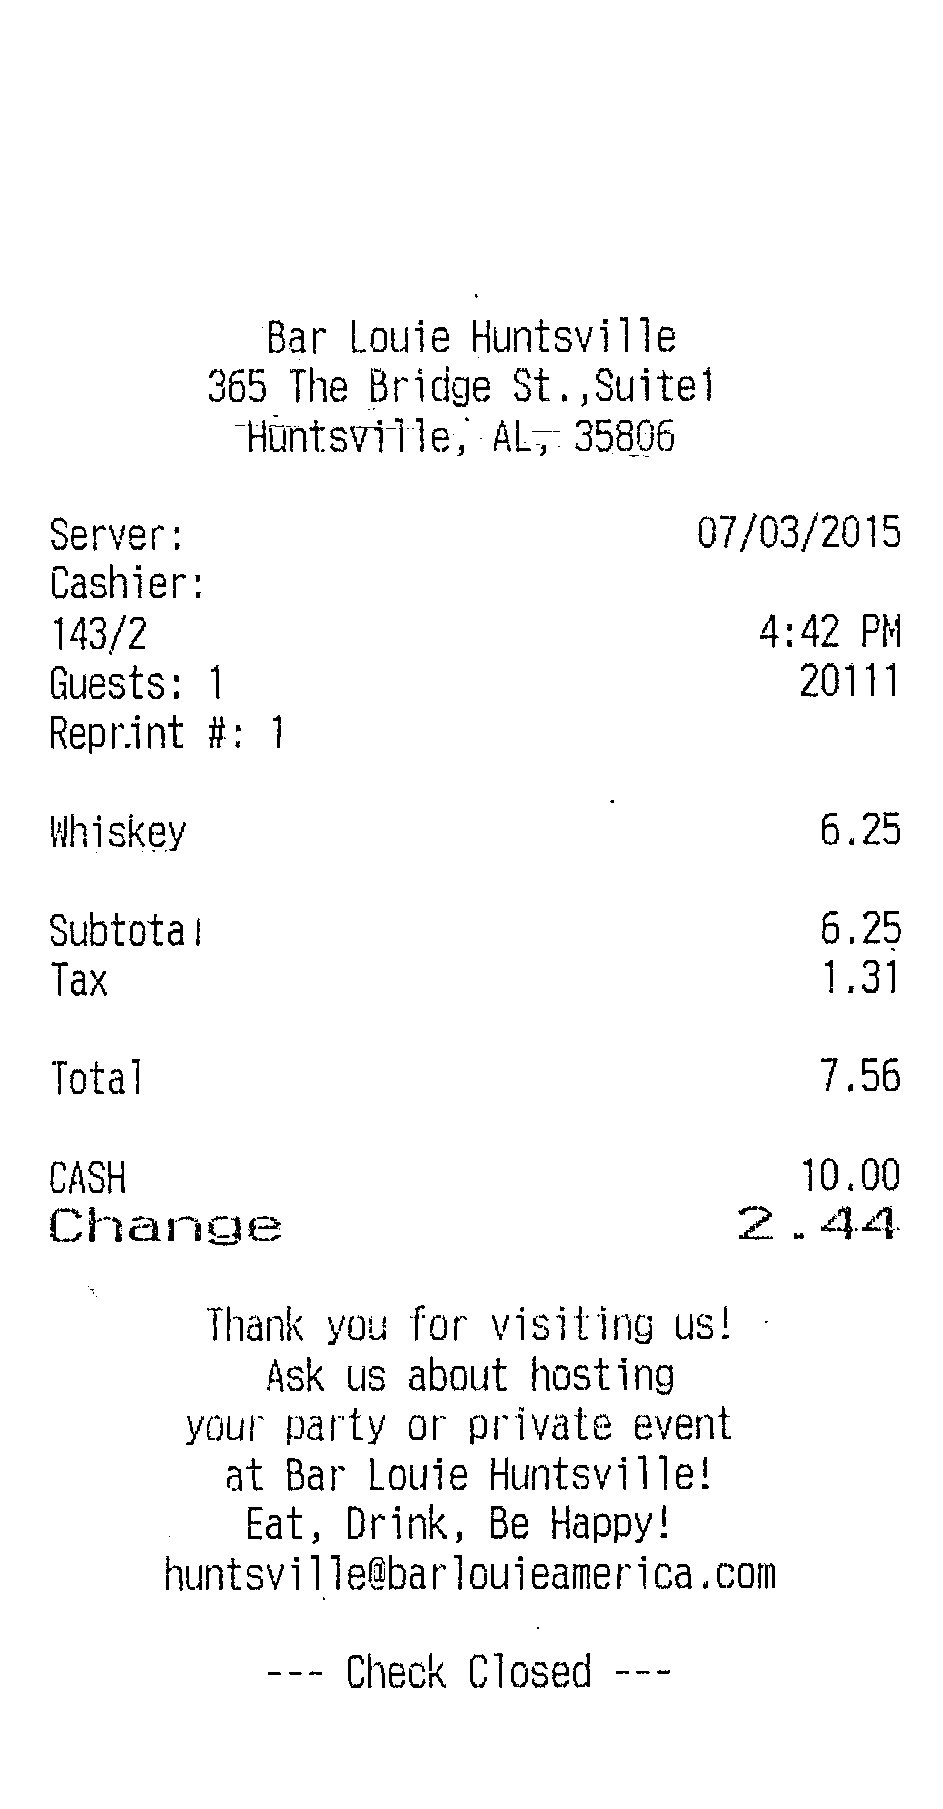 Bar Louie Huntsville
365 The Bridge St.,Suite1
Huntsville, AL, 35806
Server: 07/03/2015
Cashier:
143/2 4:42 PM
Guests: 1 20111
Reprint #: 1
Whiskey 6.25
Subtotal 6.25
Tax 1.31
Total 7.56
CASH 10.00
Change 2.44
Thank you for visiting us!
Ask us about hosting
your party or private event
at Bar Louie Huntsville!
Eat, Drink, Be Happy!
huntsville@barlouieamerica.com
--- Check Closed ---